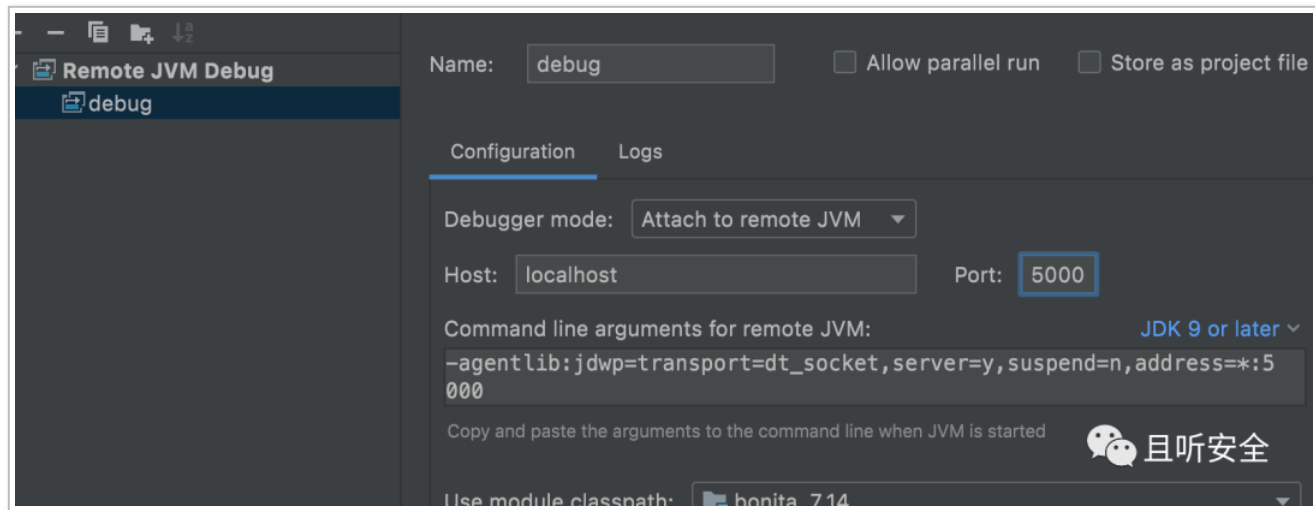 Remote JVM Debug
debug
Name: debug Allow parallel run Store as project file
Configuration Logs
Debugger mode: Attach to remote JVM
Host: localhost Port: 5000
Command line arguments for remote JVM: JDK 9 or later
-agentlib:jdwp=transport=dt_socket,server=y,suspend=n,address=*:5
000
Copy and paste the arguments to the command line when JVM is started
且听安全
Use module classpath: bonita_7.14